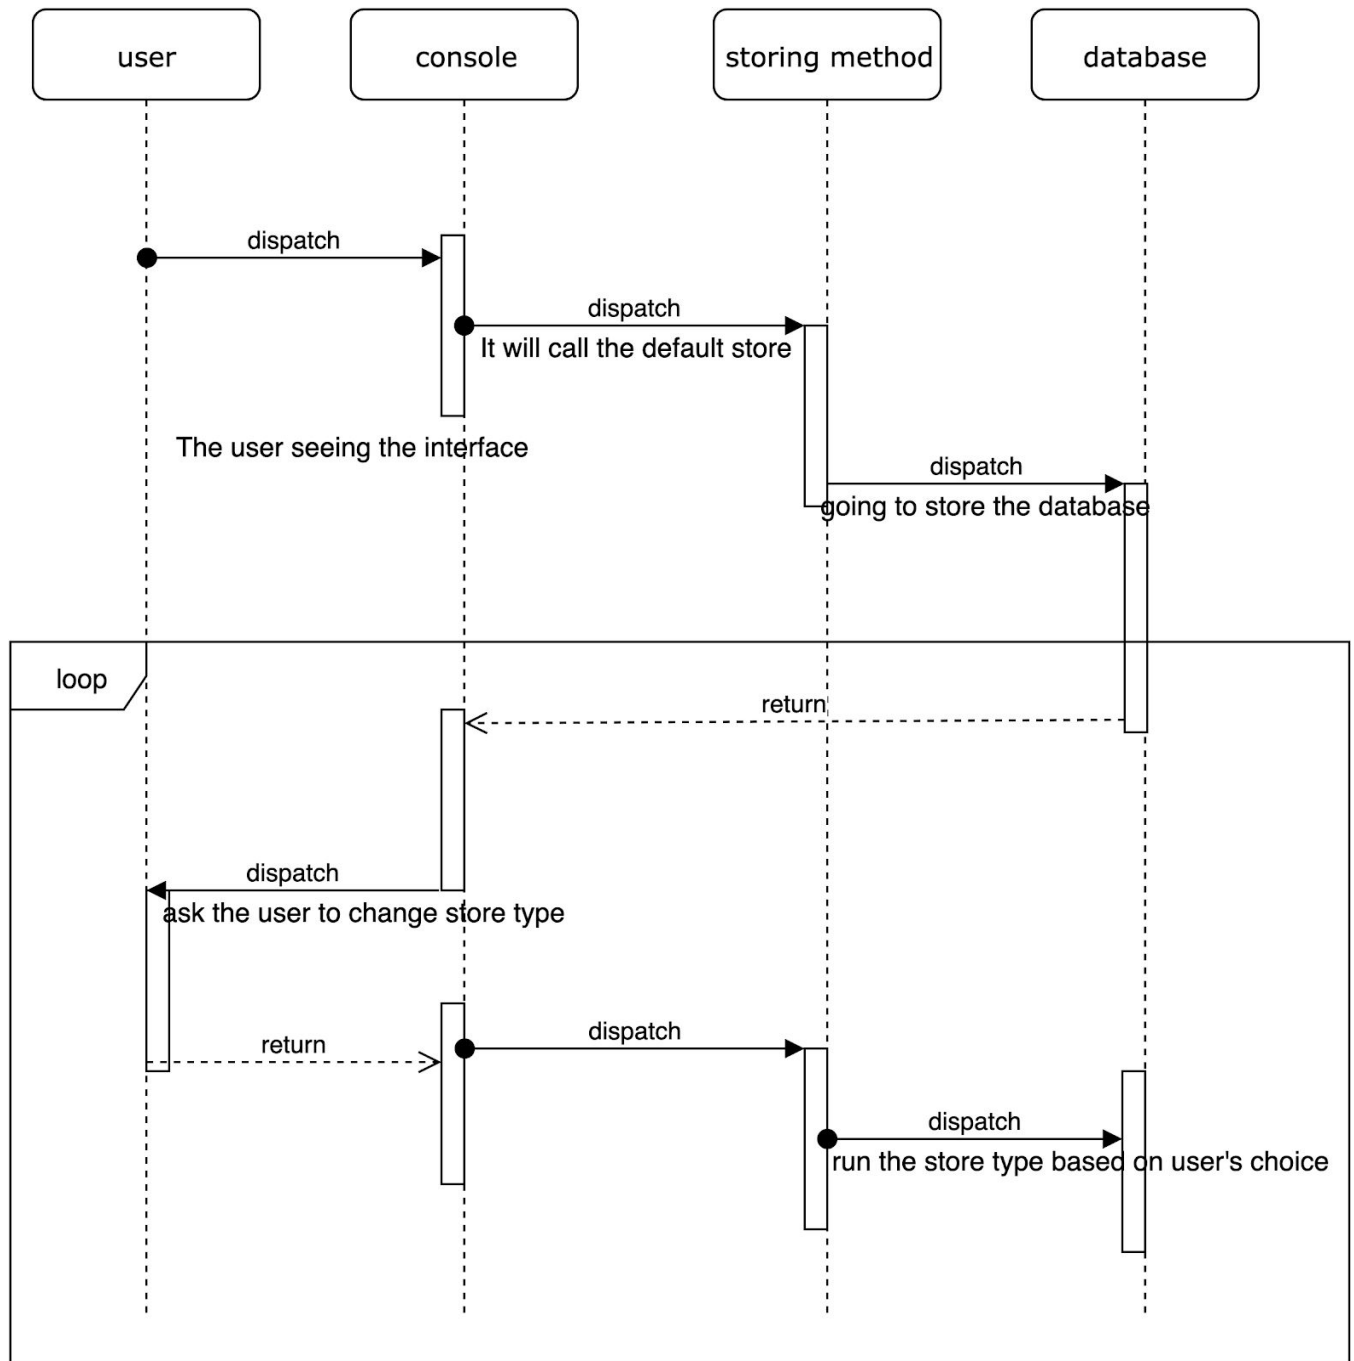 user
console
storing method
database
dispatch
dispatch
It will call the default store
The user seeing the interface
dispatch
going to store the database
loop
return
dispatch
ask the user to change store type
dispatch
return
dispatch
run the store type based on user's choice